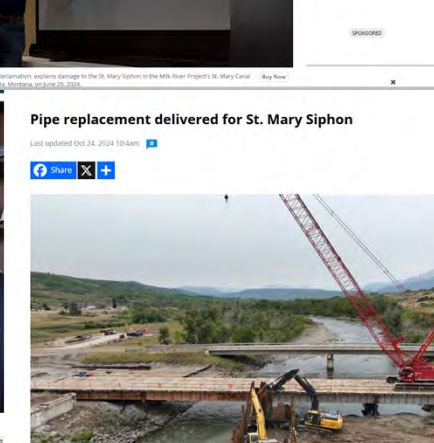 SPONSORED
eclamation, explains damage to the St. Mary Siphon in the Milk River Project's St. Mary Canal
Montana, on June 20, 2024.
Buy Now
Pipe replacement delivered for St. Mary Siphon
Last updated Oct 24, 2024 10:4am
0
Share